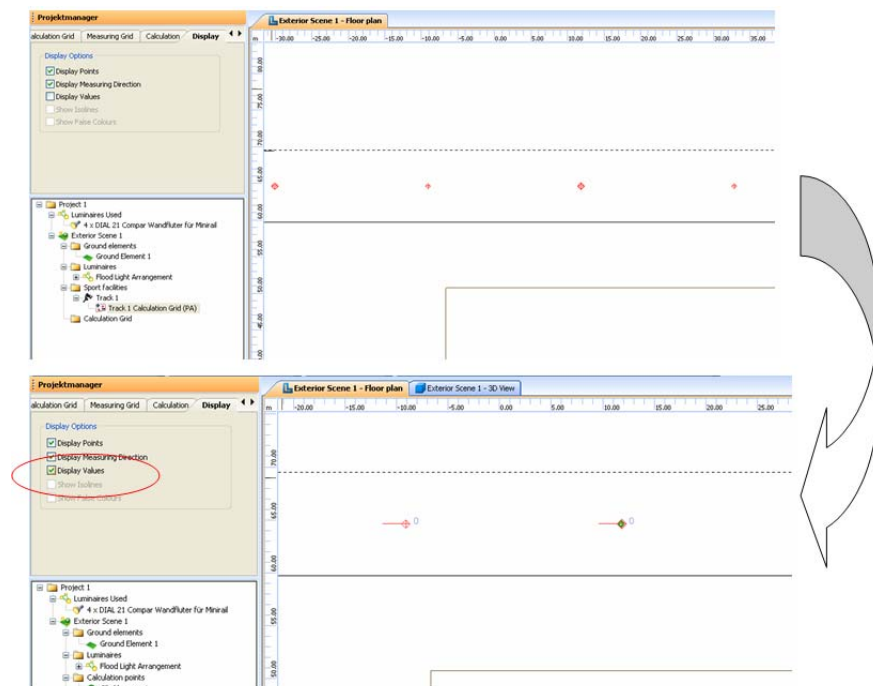 Projektmanager
Exterior Scene 1 - Floor plan
alculation Grid Measuring Grid Calculation Display
m -30.00 -25.00 -20.00 -15.00 -10.00 -5.00 0.00 5.00 10.00 15.00 20.00 25.00 30.00 35.00
Display Options
Display Points
Display Measuring Direction
Display Values
Show Isolines
Show False Colours
80.00
75.00
70.00
65.00
60.00
55.00
50.00
45.00
Project 1
Luminaires Used
4 x DIAL 21 Compar Wandfluter für Minirail
Exterior Scene 1
Ground elements
Ground Element 1
Luminaires
Flood Light Arrangement
Sport facilities
Track 1
Track 1 Calculation Grid (PA)
Calculation Grid
Projektmanager
Exterior Scene 1 - Floor plan Exterior Scene 1 - 3D View
alculation Grid Measuring Grid Calculation Display
m -20.00 -15.00 -10.00 -5.00 0.00 5.00 10.00 15.00 20.00 25.00
Display Options
Display Points
Display Measuring Direction
Display Values
Show Isolines
Show False Colours
70.00
65.00
60.00
55.00
50.00
0 0
Project 1
Luminaires Used
4 x DIAL 21 Compar Wandfluter für Minirail
Exterior Scene 1
Ground elements
Ground Element 1
Luminaires
Flood Light Arrangement
Calculation points